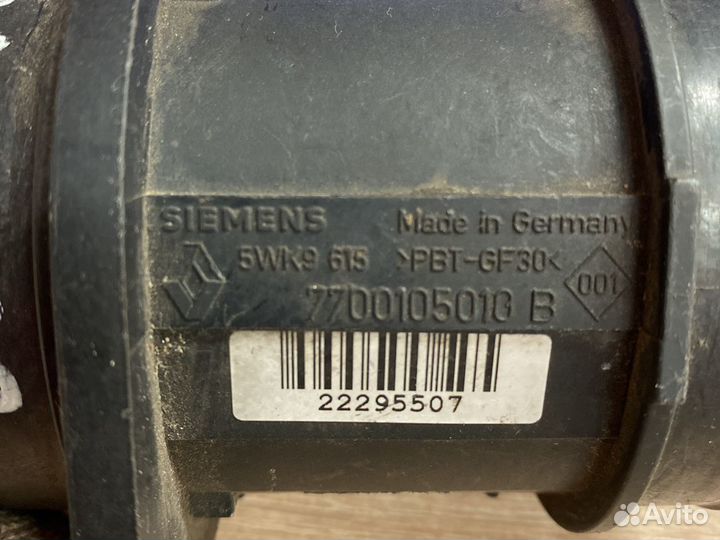 SIEMENS Made in Germany
5WK9 615 >PBT-GF30<
001
7700105010 B
22295507
Avito